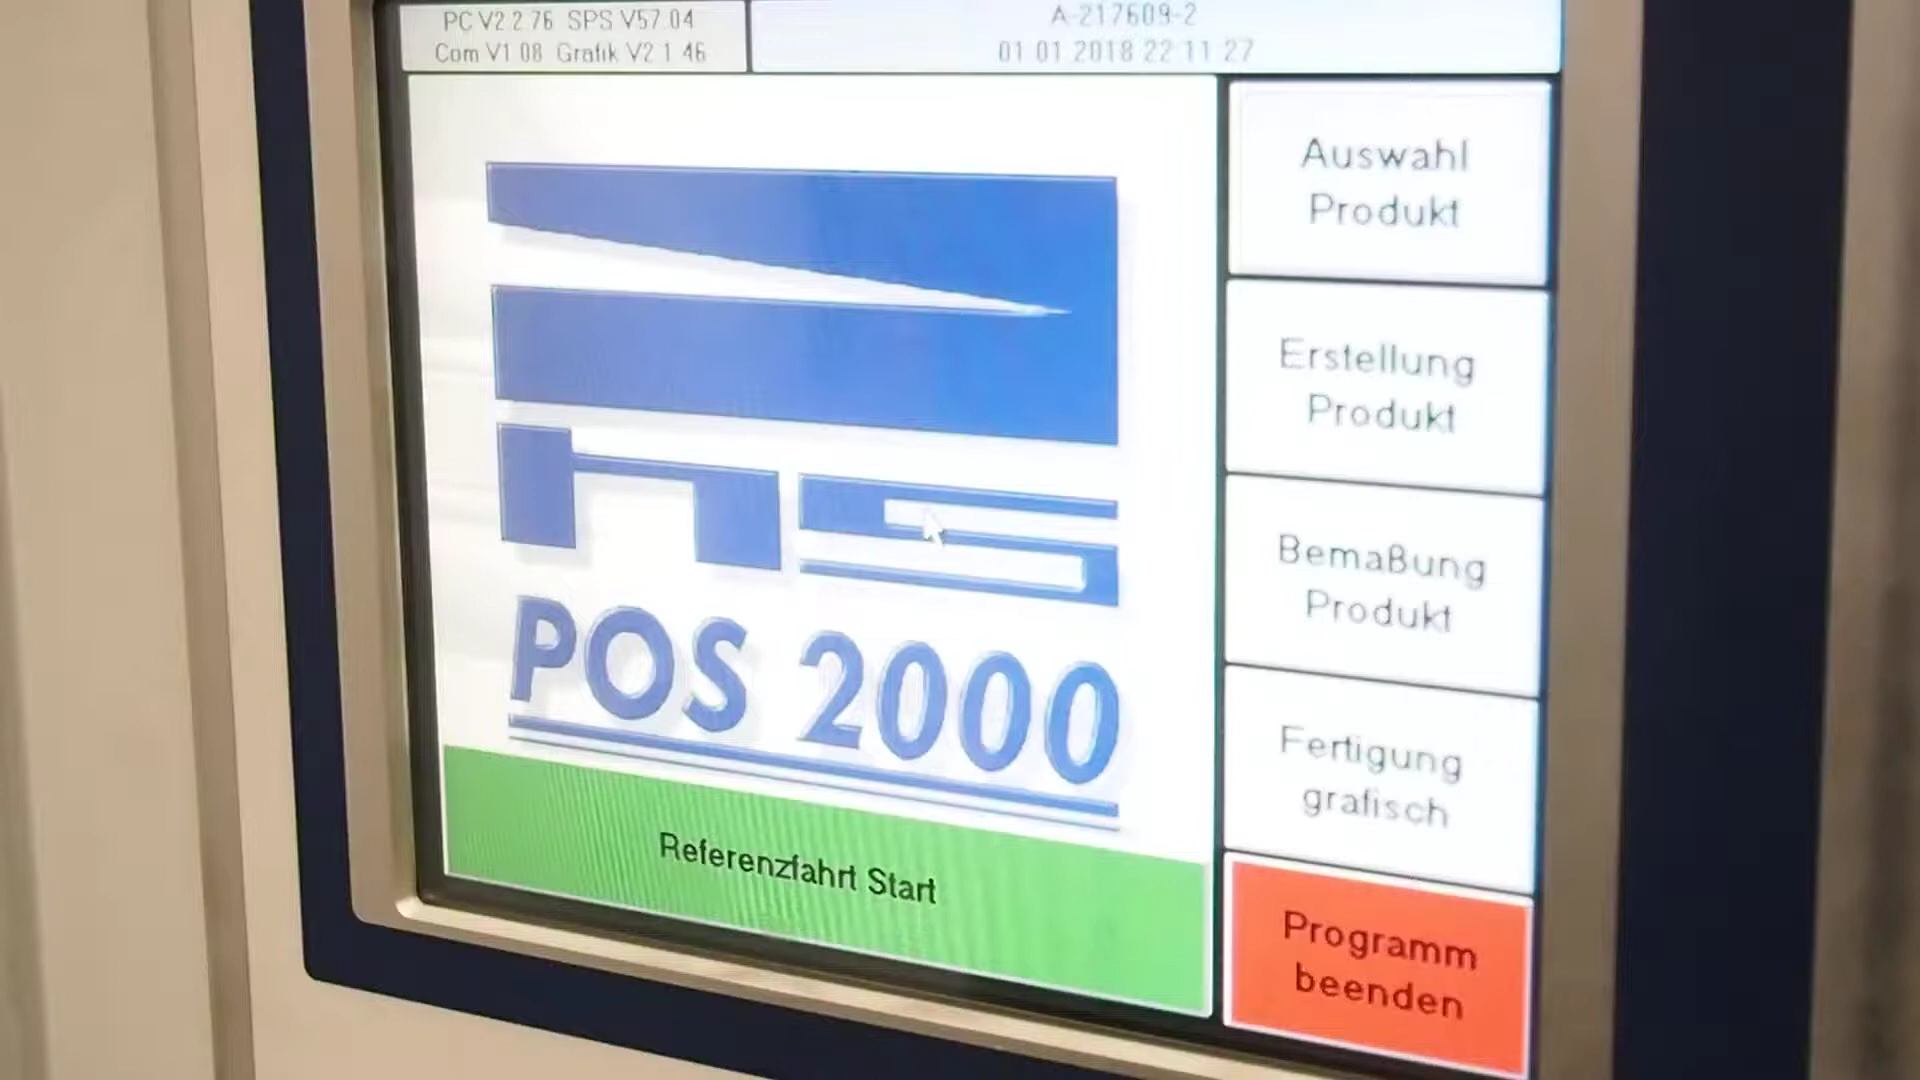 PC V2 2 76 SPS V57 04
Com V1 08 Grafik V2 1 46
A-217609-2
01 01 2018 22 11 27
Auswahl
Produkt
Erstellung
Produkt
Bemaßung
Produkt
Fertigung
grafisch
Programm
beenden
RAS
POS 2000
Referenzfahrt Start